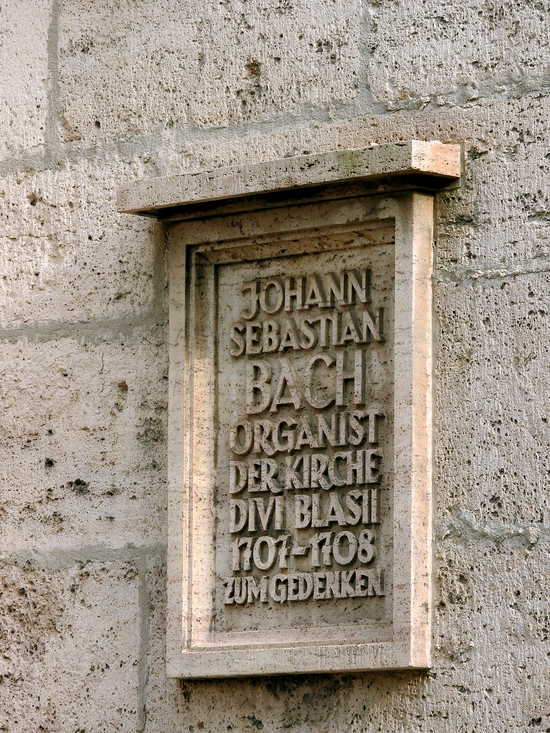 JOHANN
SEBASTIAN
BACH
ORGANIST
DER KIRCHE
DIVI BLASII
1707-1708
ZUM GEDENKEN